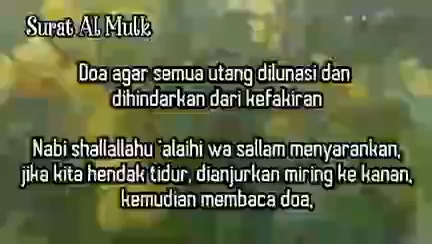 Surat Al Mulk
Doa agar semua utang dilunasi dan
dihindarkan dari kefakiran
Nabi shallallahu 'alaihi wa sallam menyarankan,
jika kita hendak tidur, dianjurkan miring ke kanan,
kemudian membaca doa,